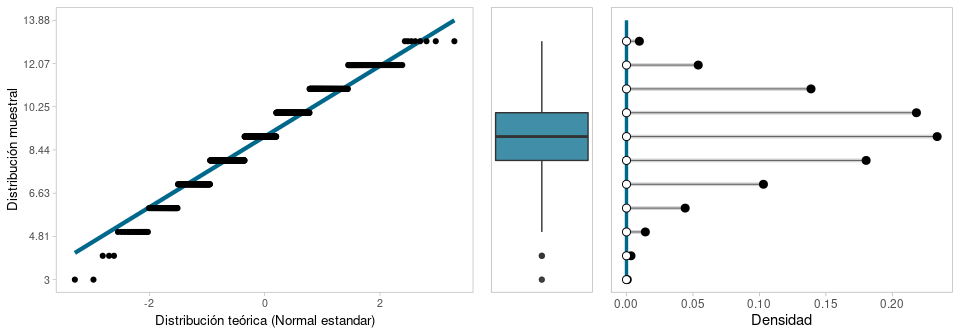 Distribución muestral
13.88
12.07
10.25
8.44
6.63
4.81
3
-2 0 2
Distribución teórica (Normal estandar)
0.00 0.05 0.10 0.15 0.20
Densidad